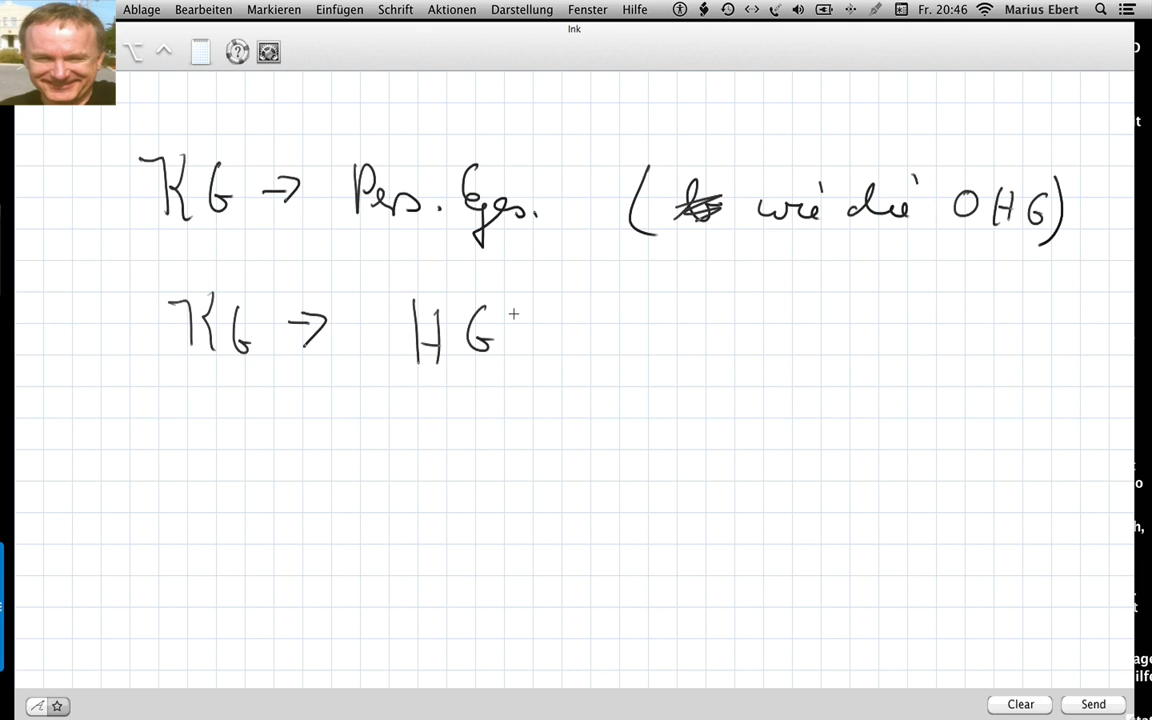 Ablage Bearbeiten Markieren Einfügen Schrift Aktionen Darstellung Fenster Hilfe Fr. 20:46 Marius Ebert
Ink
KG → Pers. Gges. ( wie die OHG)
KG → HG
Clear Send